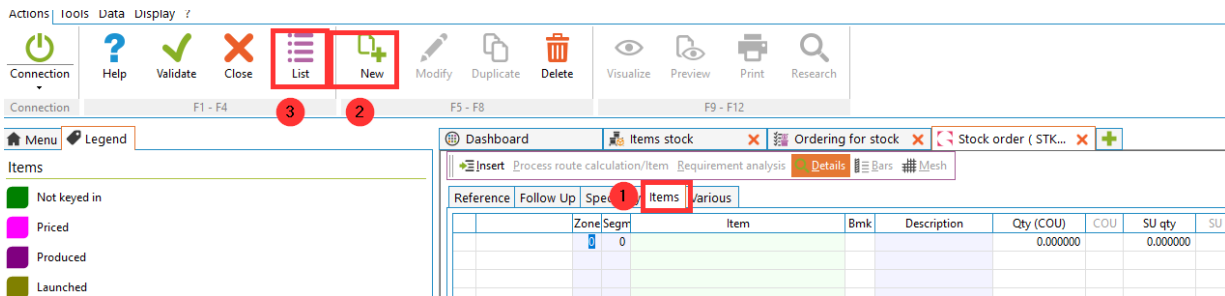 Actions Tools Data Display ?
Connection Help Validate Close List New Modify Duplicate Delete Visualize Preview Print Research
Connection F1 - F4 F5 - F8 F9 - F12
3 2
Menu Legend
Dashboard Items stock Ordering for stock Stock order ( STK...
Items
Insert Process route calculation/Item Requirement analysis Details Bars Mesh
Not keyed in
1
Reference Follow Up Items Various
Priced
Zone Segm Item Bmk Description Qty (COU) COU SU qty SU
0 0 0.000000 0.000000
Produced
Launched